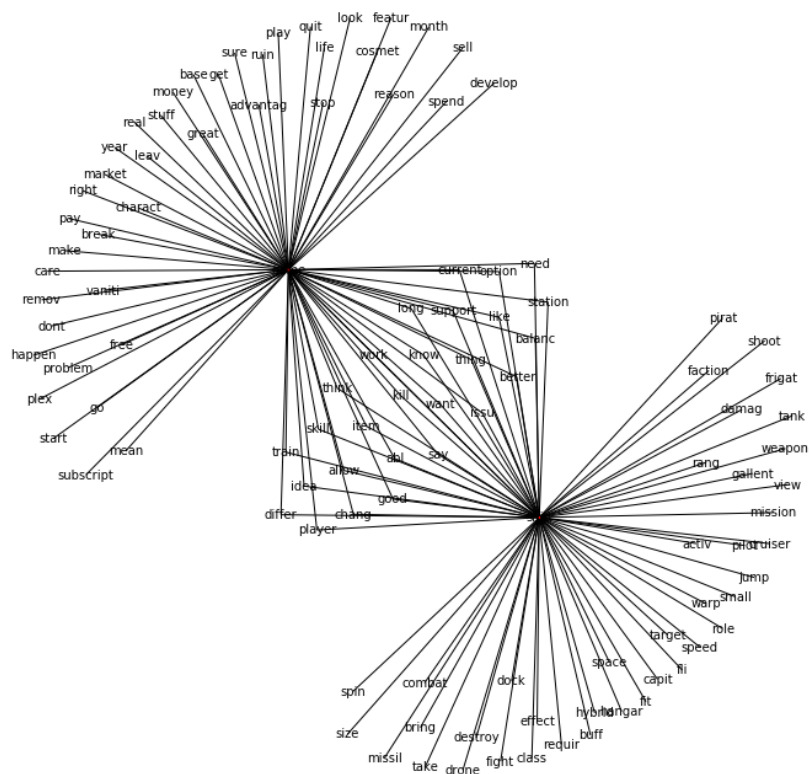 look
featur
play
quit
month
sure
ruin
life
cosmet
sell
base
get
money
advantag
stop
reason
spend
develop
real
stuff
great
year
leav
market
right
charact
pay
break
make
care
vaniti
remov
dont
happen
problem
free
plex
go
start
mean
subscript
need
current
option
station
long
support
like
balanc
work
know
thing
better
think
kill
want
issu
skill
item
say
train
allow
abl
idea
good
differ
chang
player
pirat
shoot
faction
frigat
damag
tank
weapon
rang
gallent
view
mission
activ
pilot
cruiser
jump
small
warp
role
target
speed
space
fli
capit
fit
hangar
hybrid
buff
requir
effect
class
dock
fight
destroy
drone
take
combat
bring
missil
spin
size